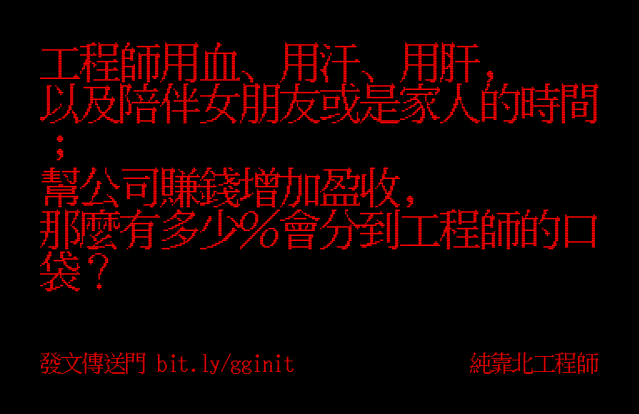 工程師用血、用汗、用肝,
以及陪伴女朋友或是家人的時間
;
幫公司賺錢增加盈收,
那麼有多少%會分到工程師的口
袋?
發文傳送門 bit.ly/gginit
純靠北工程師